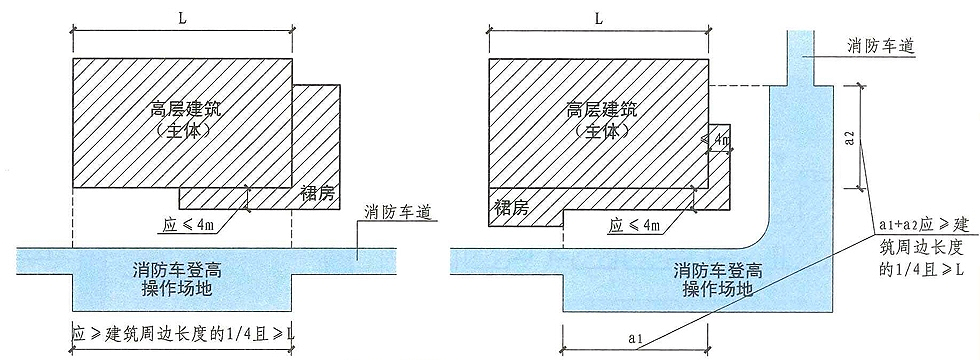 L
高层建筑
(主体)
裙房
应≤4m
消防车道
消防车登高
操作场地
应≥建筑周边长度的1/4且≥L
L
消防车道
高层建筑
(主体)
≤4m
裙房
应≤4m
a2
a1+a2应≥建
筑周边长度
的1/4且≥L
消防车登高
操作场地
a1